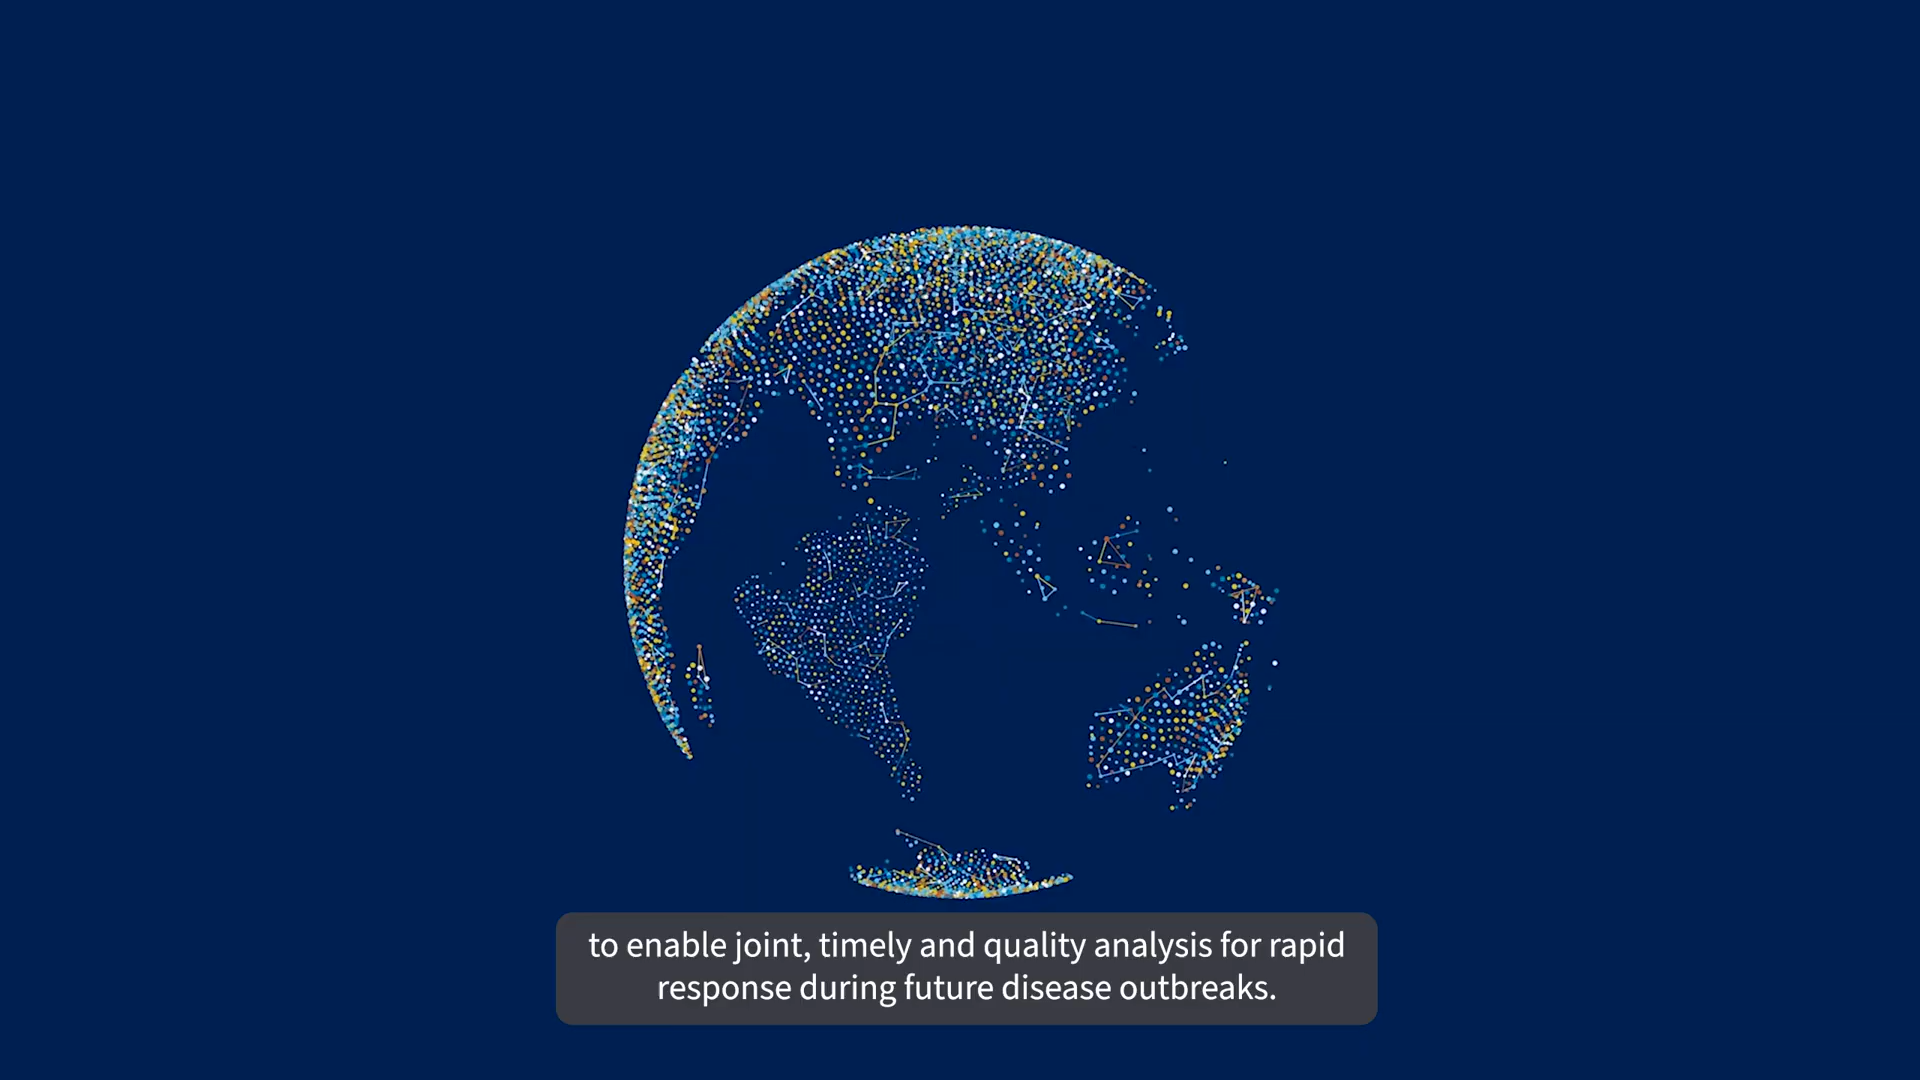 to enable joint, timely and quality analysis for rapid
response during future disease outbreaks.